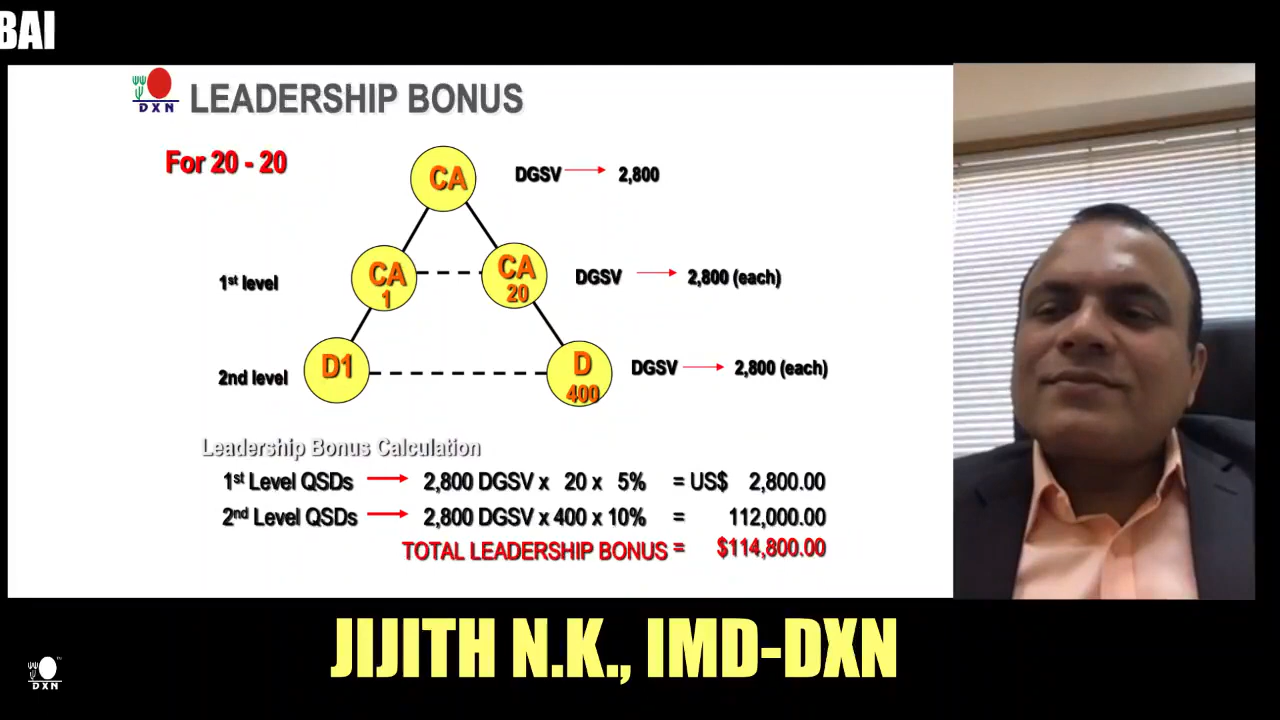 BAI
DXN
LEADERSHIP BONUS
For 20 - 20
CA
DGSV 2,800
1st level
CA
1
CA
20
DGSV 2,800 (each)
2nd level
D1
D
400
DGSV 2,800 (each)
Leadership Bonus Calculation
1st Level QSDs 2,800 DGSV x 20 x 5% = US$ 2,800.00
2nd Level QSDs 2,800 DGSV x 400 x 10% = 112,000.00
TOTAL LEADERSHIP BONUS = $114,800.00
JIJITH N.K., IMD-DXN
DXN